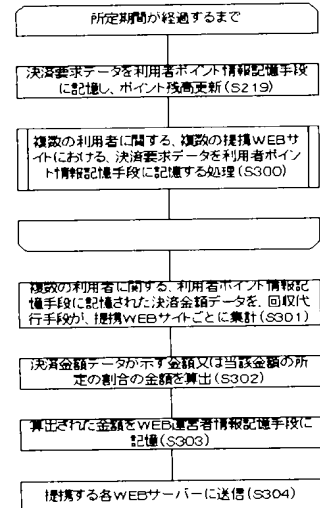 所定期間が経過するまで
決済要求データを利用者ポイント情報記憶手段
に記憶し、ポイント残高更新(S219)
複数の利用者に関する、複数の提携WEBサ
イトにおける、決済要求データを利用者ポイン
ト情報記憶手段に記憶する処理(S300)
複数の利用者に関する、利用者ポイント情報記
憶手段に記憶された決済金額データを、回収代
行手段が、提携WEBサイトごとに集計(S301)
決済金額データが示す金額又は当該金額の所
定の割合の金額を算出(S302)
算出された金額をWEB運営者情報記憶手段に
記憶(S303)
提携する各WEBサーバーに送信(S304)